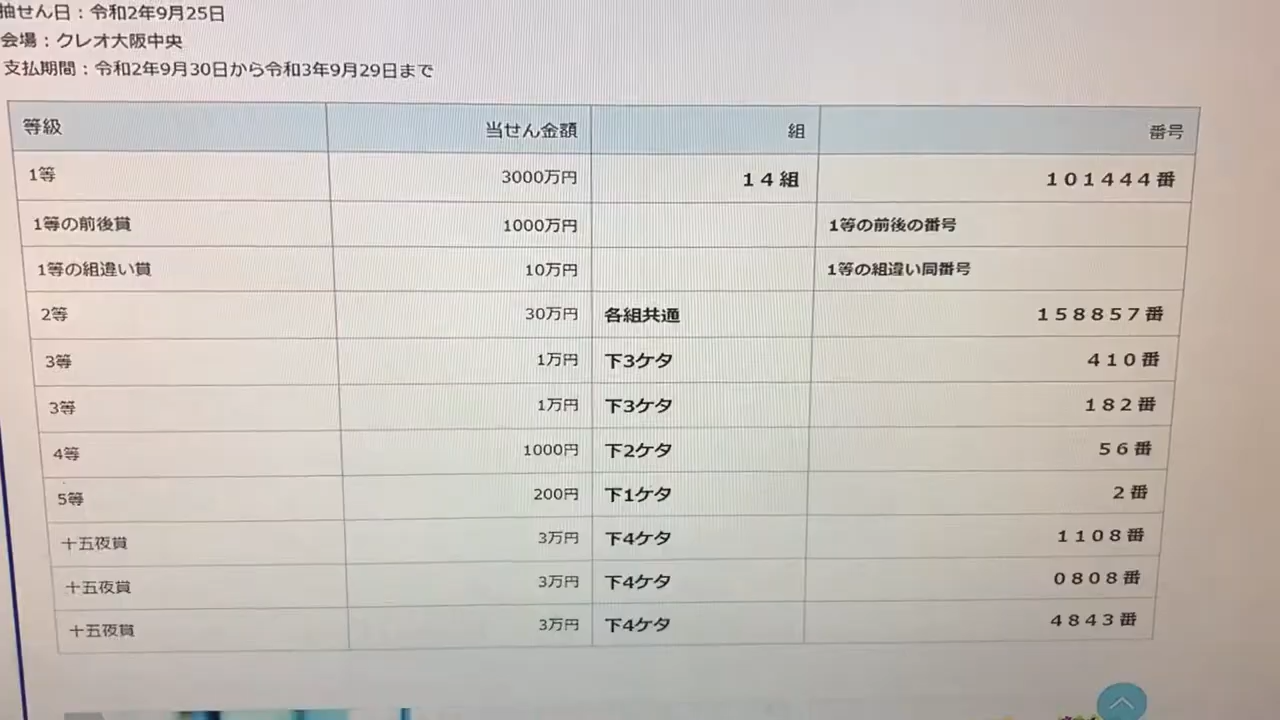 抽せん日：令和2年9月25日
会場：クレオ大阪中央
支払期間：令和2年9月30日から令和3年9月29日まで
等級 当せん金額 組 番号
1等 3000万円 １４組 １０１４４４番
1等の前後賞 1000万円 1等の前後の番号
1等の組違い賞 10万円 1等の組違い同番号
2等 30万円 各組共通 １５８８５７番
3等 1万円 下3ケタ ４１０番
3等 1万円 下3ケタ １８２番
4等 1000円 下2ケタ ５６番
5等 200円 下1ケタ ２番
十五夜賞 3万円 下4ケタ １１０８番
十五夜賞 3万円 下4ケタ ０８０８番
十五夜賞 3万円 下4ケタ ４８４３番